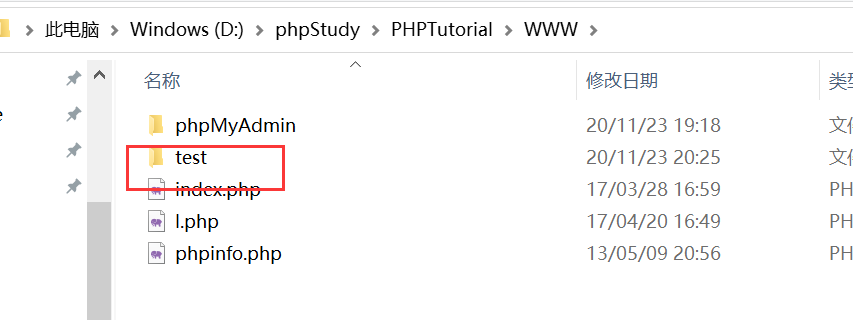 此电脑 > Windows (D:) > phpStudy > PHPTutorial > WWW >
名称 修改日期 类型
phpMyAdmin 20/11/23 19:18 文件
test 20/11/23 20:25 文件
index.php 17/03/28 16:59 PH
l.php 17/04/20 16:49 PH
phpinfo.php 13/05/09 20:56 PH